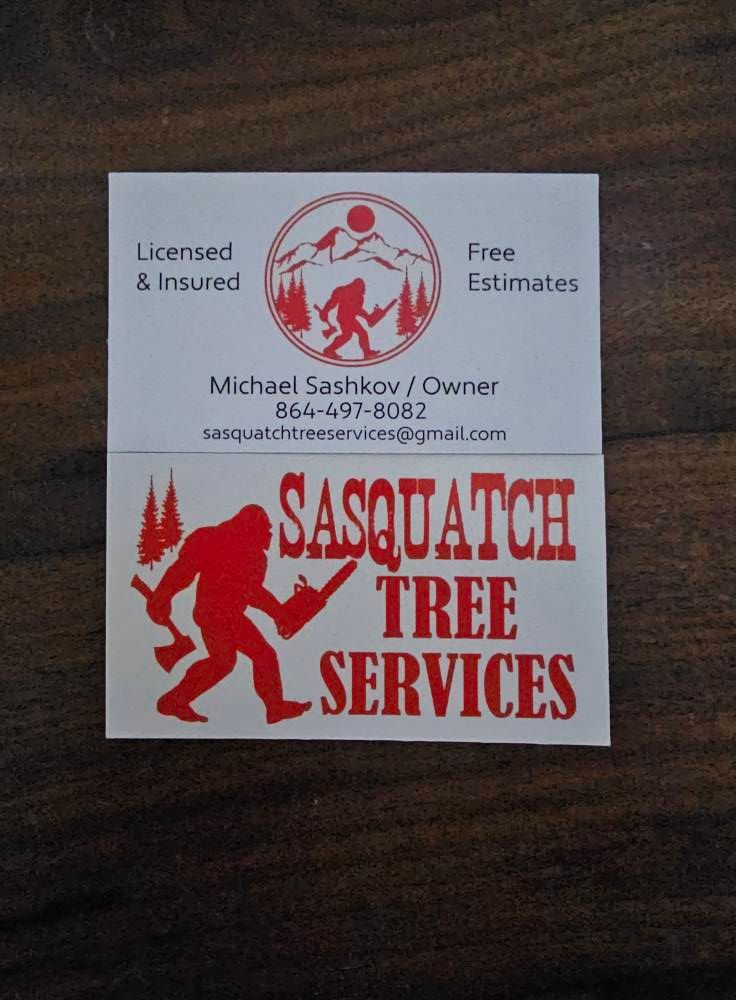 Licensed
& Insured
Free
Estimates
Michael Sashkov / Owner
864-497-8082
sasquatchtreeservices@gmail.com
SASQUATCH
TREE
SERVICES